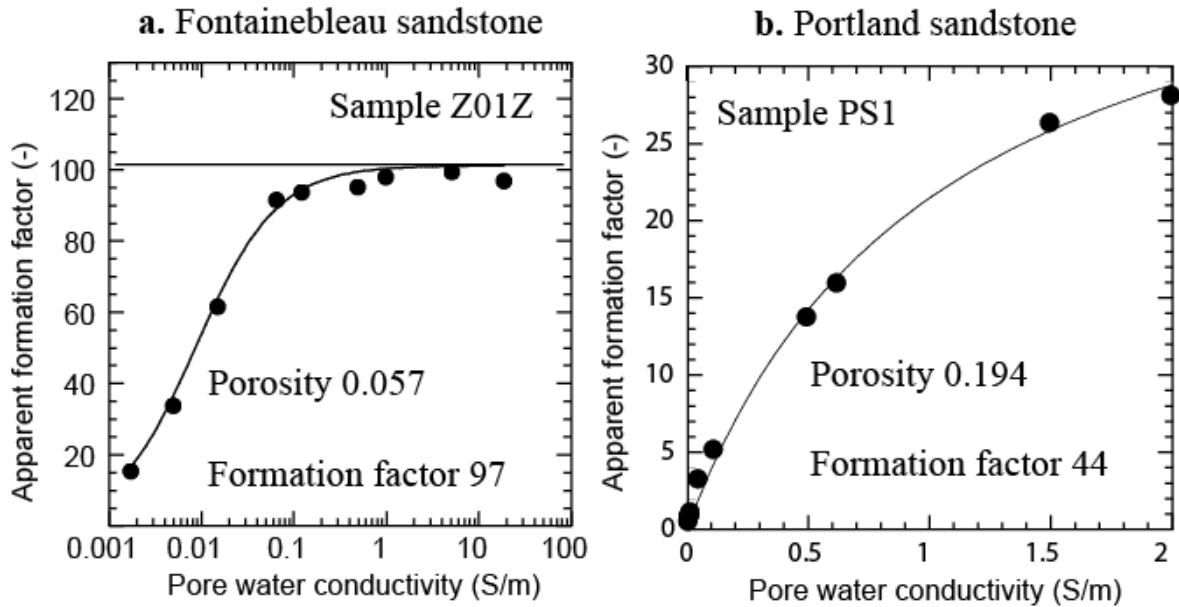 a. Fontainebleau sandstone
Sample Z01Z
Porosity 0.057
Formation factor 97
Apparent formation factor (-)
120
100
80
60
40
20
0.001 0.01 0.1 1 10 100
Pore water conductivity (S/m)
b. Portland sandstone
Sample PS1
Porosity 0.194
Formation factor 44
Apparent formation factor (-)
30
25
20
15
10
5
0
0 0.5 1 1.5 2
Pore water conductivity (S/m)